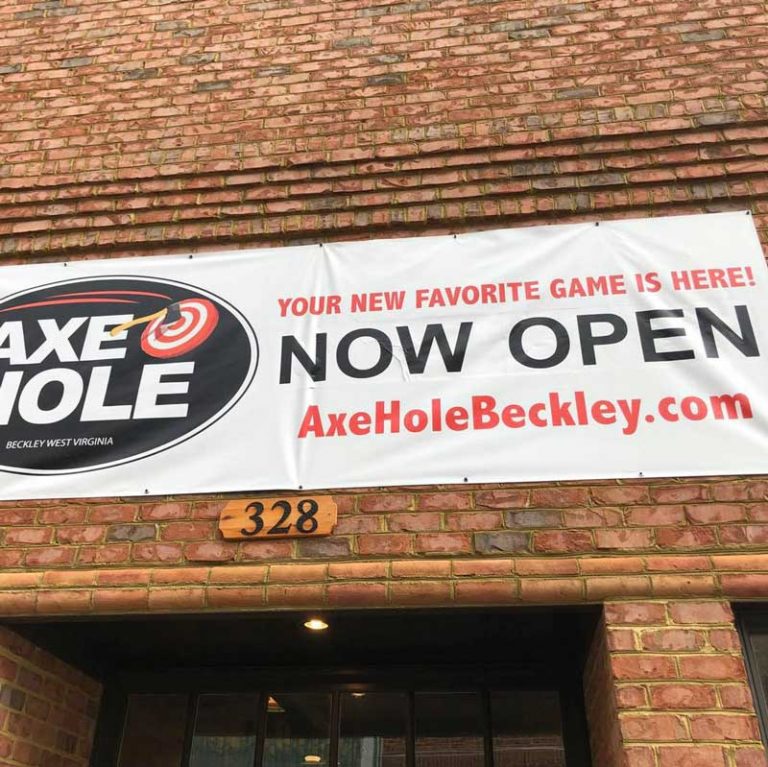 AXE
HOLE
BECKLEY WEST VIRGINIA
YOUR NEW FAVORITE GAME IS HERE!
NOW OPEN
AxeHoleBeckley.com
328